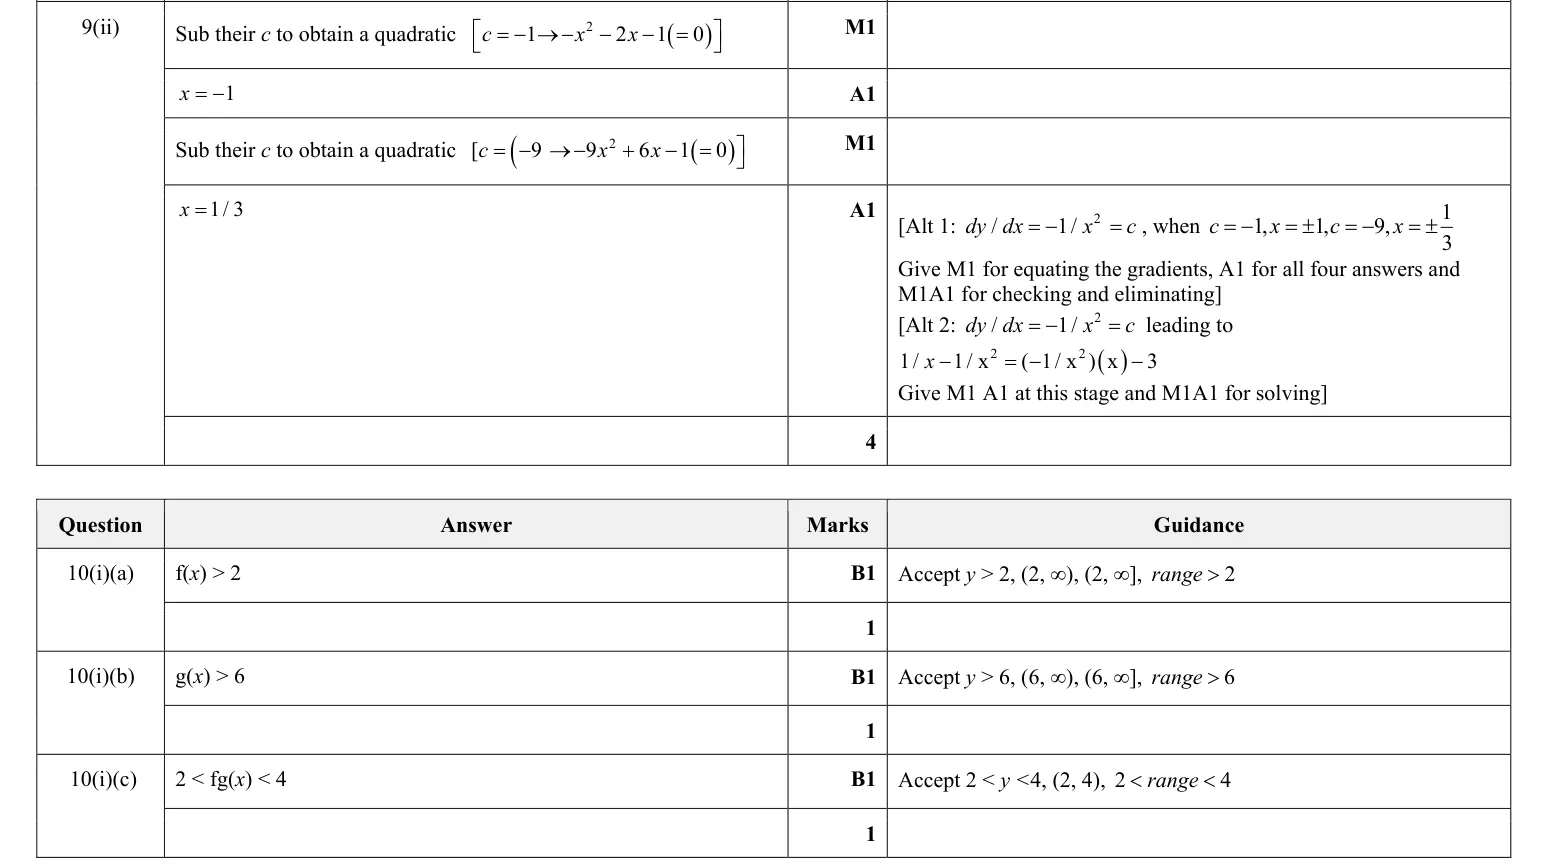 9(ii) Sub their c to obtain a quadratic [c = −1 → −x² − 2x − 1(= 0)] M1
x = −1 A1
Sub their c to obtain a quadratic [c = (−9 → −9x² + 6x − 1(= 0)] M1
x = 1 / 3 A1
[Alt 1: dy / dx = −1 / x² = c , when c = −1, x = ±1, c = −9, x = ± 1/3
Give M1 for equating the gradients, A1 for all four answers and
M1A1 for checking and eliminating]
[Alt 2: dy / dx = −1 / x² = c leading to
1 / x − 1 / x² = (−1 / x²)(x) − 3
Give M1 A1 at this stage and M1A1 for solving]
4
Question Answer Marks Guidance
10(i)(a) f(x) > 2 B1 Accept y > 2, (2, ∞), (2, ∞], range > 2
1
10(i)(b) g(x) > 6 B1 Accept y > 6, (6, ∞), (6, ∞], range > 6
1
10(i)(c) 2 < fg(x) < 4 B1 Accept 2 < y <4, (2, 4), 2 < range < 4
1